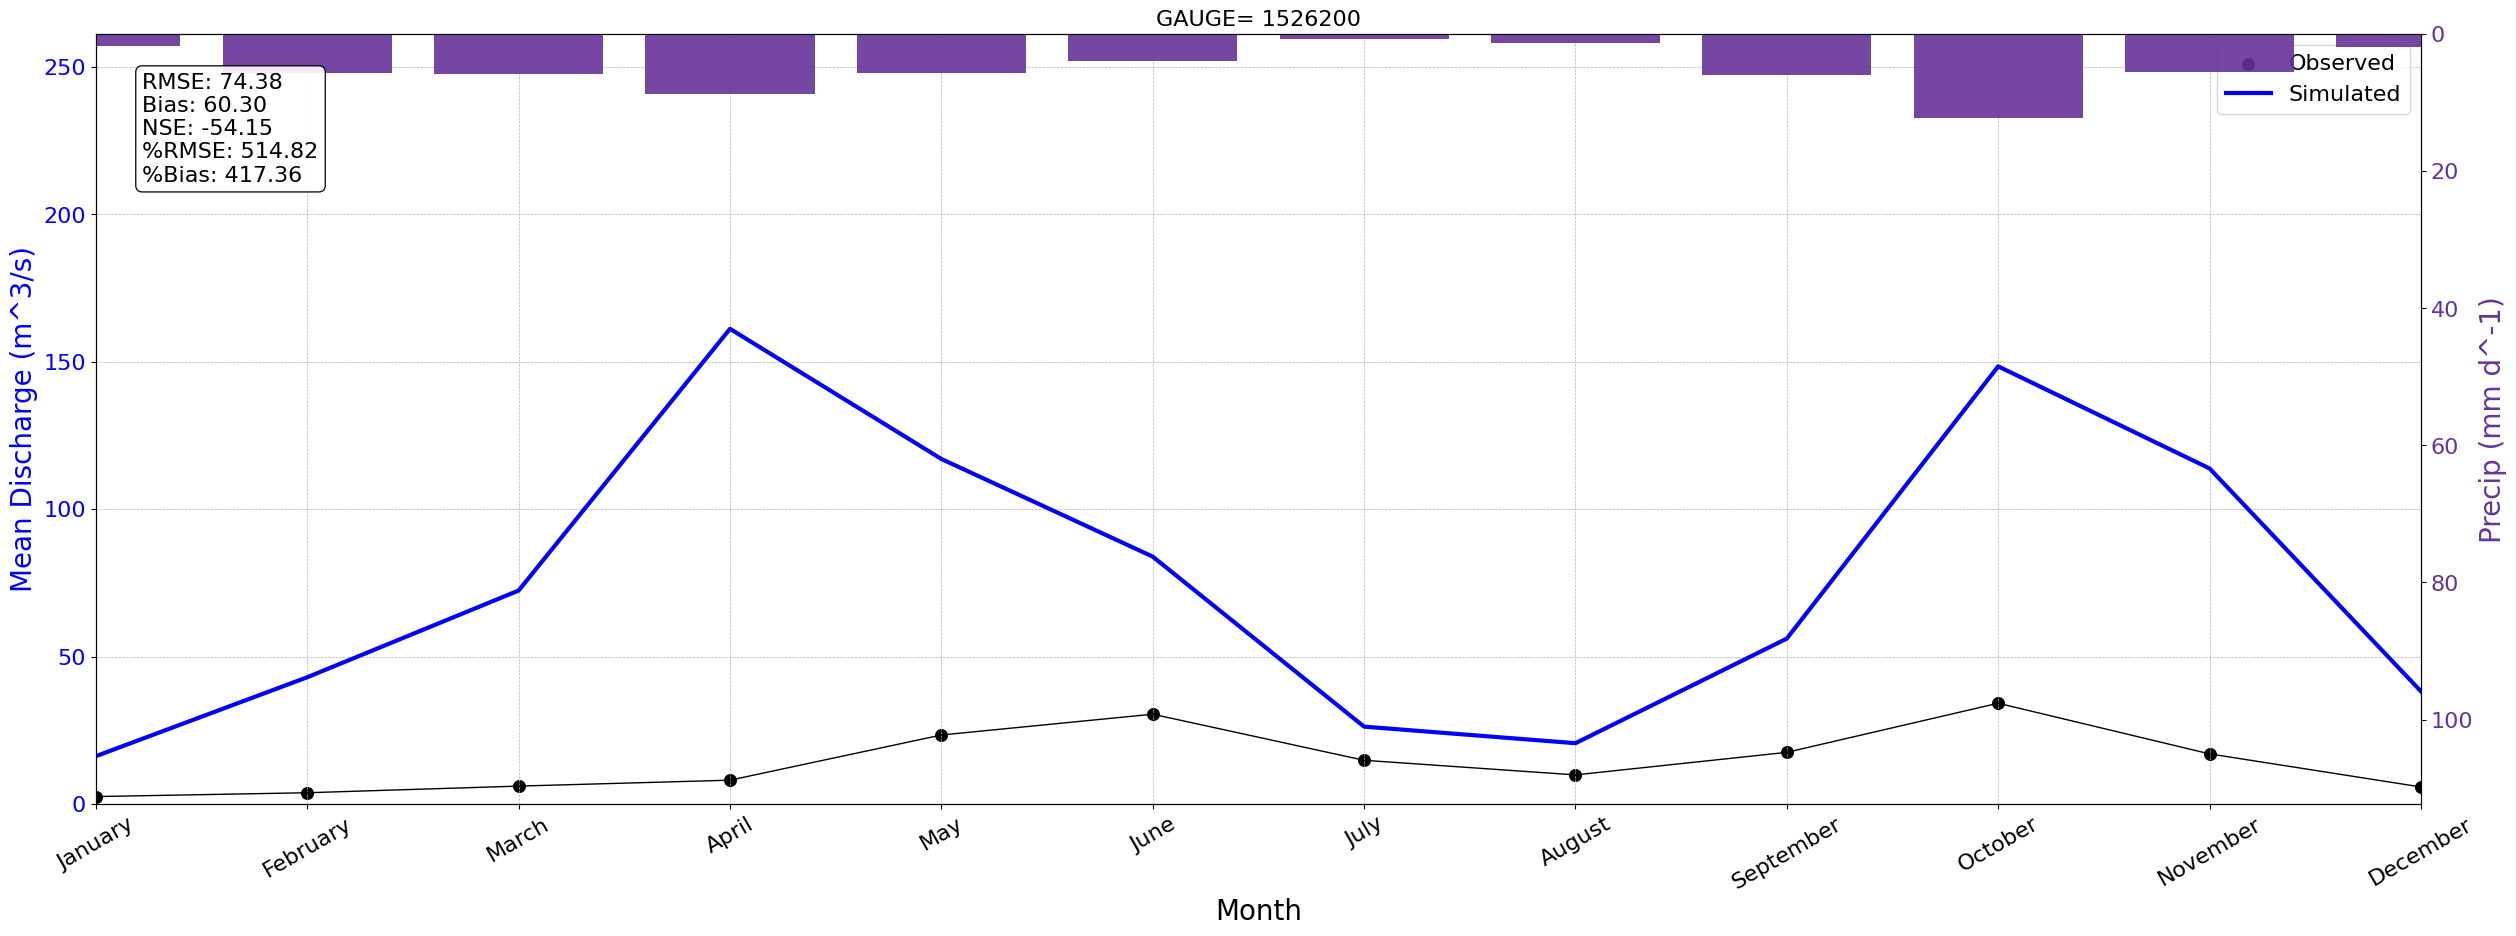 GAUGE= 1526200
RMSE: 74.38
Bias: 60.30
NSE: -54.15
%RMSE: 514.82
%Bias: 417.36
Observed
Simulated
Mean Discharge (m^3/s)
250
200
150
100
50
0
Precip (mm d^-1)
0
20
40
60
80
100
January
February
March
April
May
June
July
August
September
October
November
December
Month